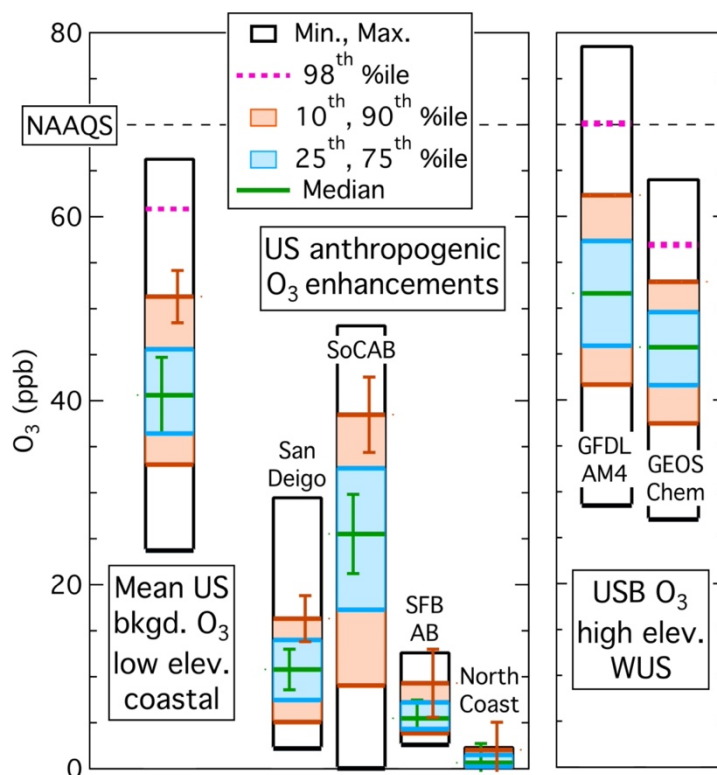 80
60
40
20
0
O3 (ppb)
NAAQS
Min., Max.
98th %ile
10th, 90th %ile
25th, 75th %ile
Median
US anthropogenic
O3 enhancements
Mean US
bkgd. O3
low elev.
coastal
San
Deigo
SoCAB
SFB
AB
North
Coast
GFDL
AM4
GEOS
Chem
USB O3
high elev.
WUS